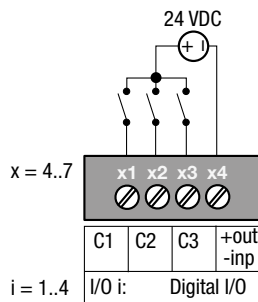 24 VDC
+ I
x = 4..7
x1 x2 x3 x4
C1 C2 C3 +out -inp
i = 1..4
I/O i: Digital I/O